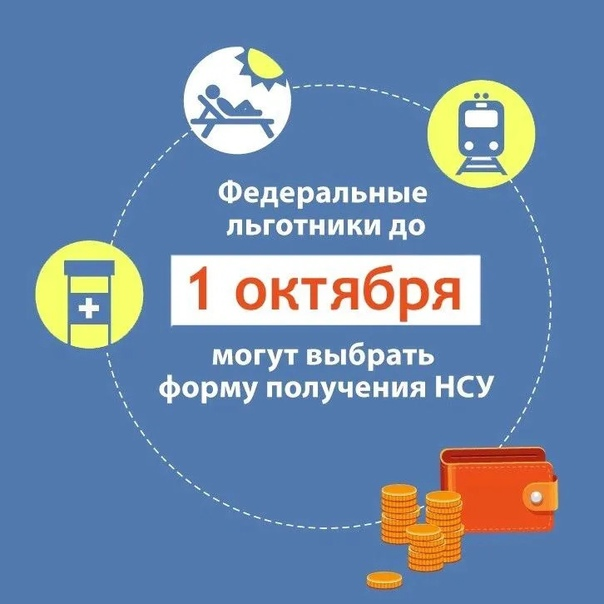 Федеральные
льготники до
1 октября
могут выбрать
форму получения НСУ